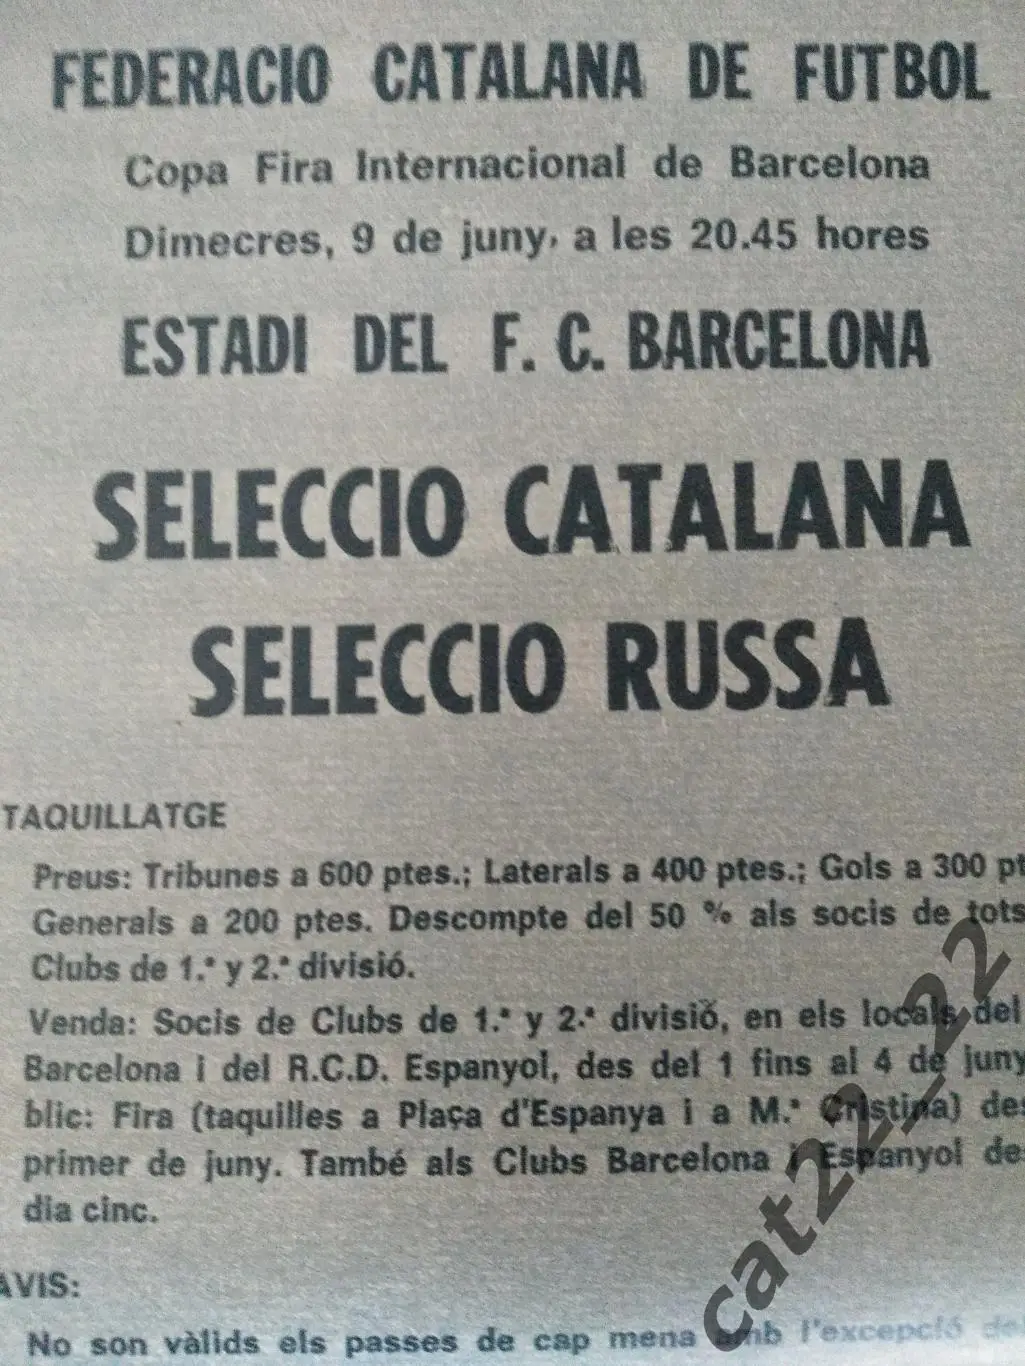 FEDERACIO CATALANA DE FUTBOL
Copa Fira Internacional de Barcelona
Dimecres, 9 de juny, a les 20.45 hores
ESTADI DEL F. C. BARCELONA
SELECCIO CATALANA
SELECCIO RUSSA
TAQUILLATGE
Preus: Tribunes a 600 ptes.; Laterals a 400 ptes.; Gols a 300 pt
Generals a 200 ptes. Descompte del 50 % als socis de tots
Clubs de 1.ª y 2.ª divisió.
Venda: Socis de Clubs de 1.ª y 2.ª divisió, en els locals del
Barcelona i del R.C.D. Espanyol, des del 1 fins al 4 de juny
blic: Fira (taquilles a Plaça d'Espanya i a M.ª Cristina) des
primer de juny. També als Clubs Barcelona i Espanyol de
dia cinc.
AVIS:
No son vàlids els passes de cap mena amb l'excepció del
cat22_22